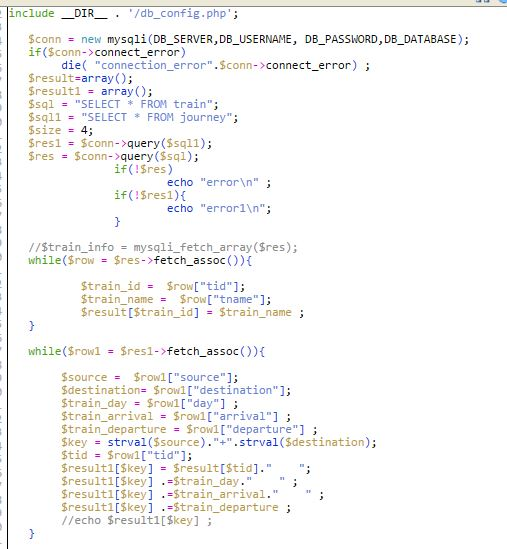 include __DIR__ . '/db_config.php';
$conn = new mysqli(DB_SERVER,DB_USERNAME, DB_PASSWORD,DB_DATABASE);
if($conn->connect_error)
die( "connection_error".$conn->connect_error) ;
$result=array();
$result1 = array();
$sql = "SELECT * FROM train";
$sql1 = "SELECT * FROM journey";
$size = 4;
$res1 = $conn->query($sql1);
$res = $conn->query($sql);
if(!$res)
echo "error\n" ;
if(!$res1){
echo "error1\n";
}
//$train_info = mysqli_fetch_array($res);
while($row = $res->fetch_assoc()){
$train_id =  $row["tid"];
$train_name =  $row["tname"];
$result[$train_id] = $train_name ;
}
while($row1 = $res1->fetch_assoc()){
$source =  $row1["source"];
$destination= $row1["destination"];
$train_day = $row1["day"] ;
$train_arrival = $row1["arrival"] ;
$train_departure = $row1["departure"] ;
$key = strval($source)."+".strval($destination);
$tid = $row1["tid"];
$result1[$key] = $result[$tid]."    ";
$result1[$key] .=$train_day."    " ;
$result1[$key] .=$train_arrival."    " ;
$result1[$key] .=$train_departure ;
//echo $result1[$key] ;
}